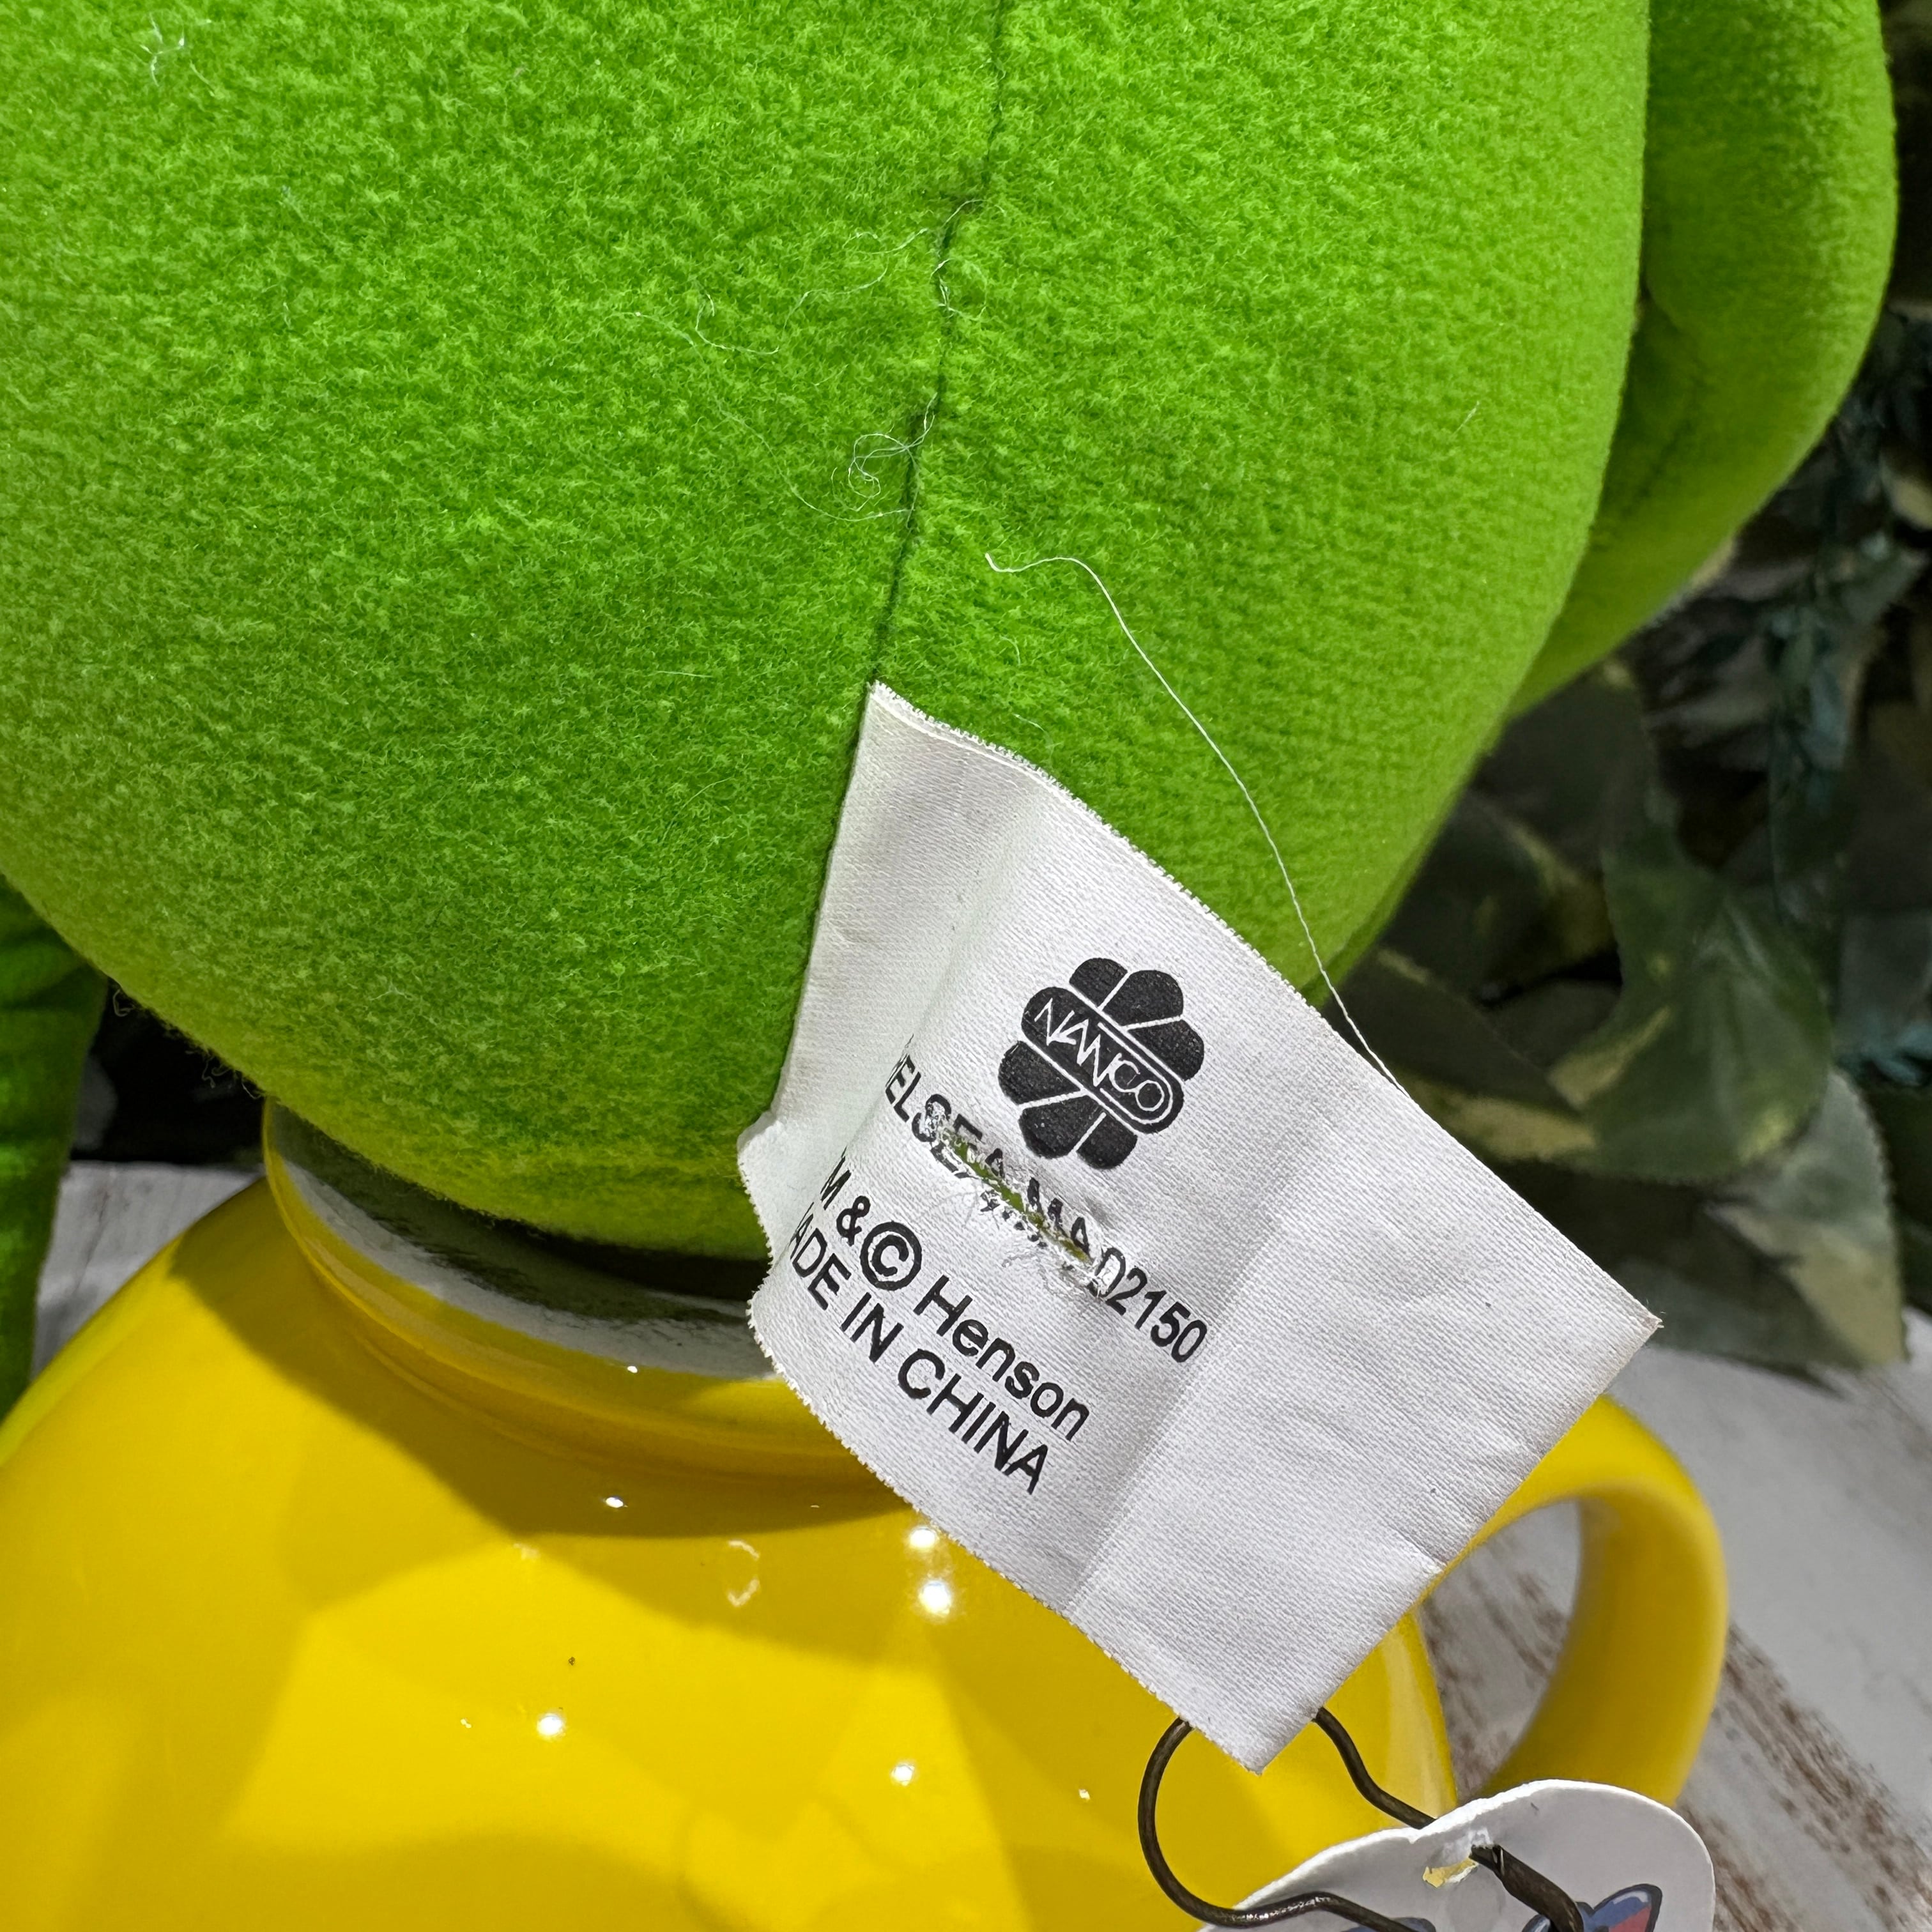 NANCO
ELSEA MA 02150
M & © Henson
ADE IN CHINA